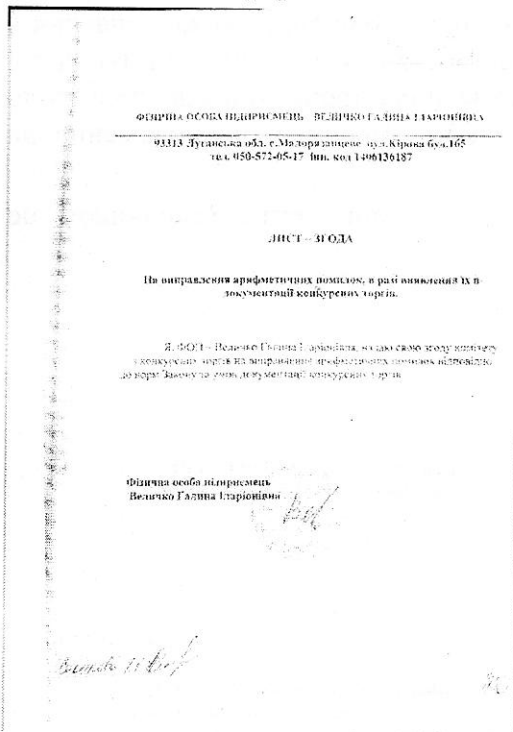 ФІЗИЧНА ОСОБА ПІДПРИЄМЕЦЬ ВЕЛИЧКО ГАЛИНА ІЛАРІОНІВНА
93313 Луганська обл. с.Малорязанцеве вул.Кірова буд.165
тел. 050-572-05-17 Інн. код 1406136187
ЛИСТ – ЗГОДА
На виправлення арифметичних помилок, в разі виявлення їх в
документації конкурсних торгів.
Я, ФОП – Величко Галина Іларіонівна, надаю свою згоду комітету
з конкурсних торгів на виправлення арифметичних помилок відповідно
до норм Закону та умов документації конкурсних торгів
Фізична особа підприємець
Величко Галина Іларіонівна